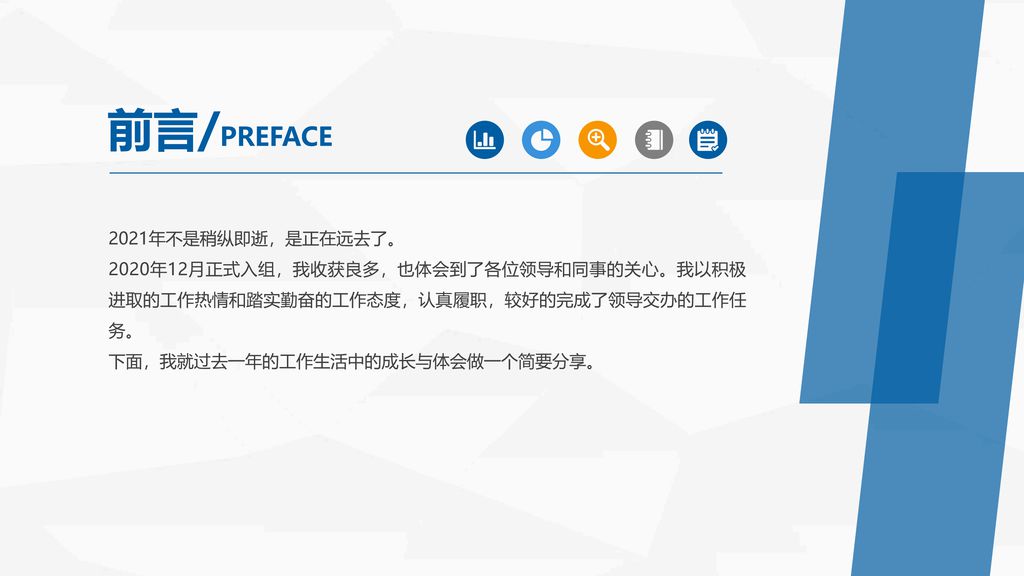 前言/PREFACE
2021年不是稍纵即逝，是正在远去了。
2020年12月正式入组，我收获良多，也体会到了各位领导和同事的关心。我以积极
进取的工作热情和踏实勤奋的工作态度，认真履职，较好的完成了领导交办的工作任
务。
下面，我就过去一年的工作生活中的成长与体会做一个简要分享。